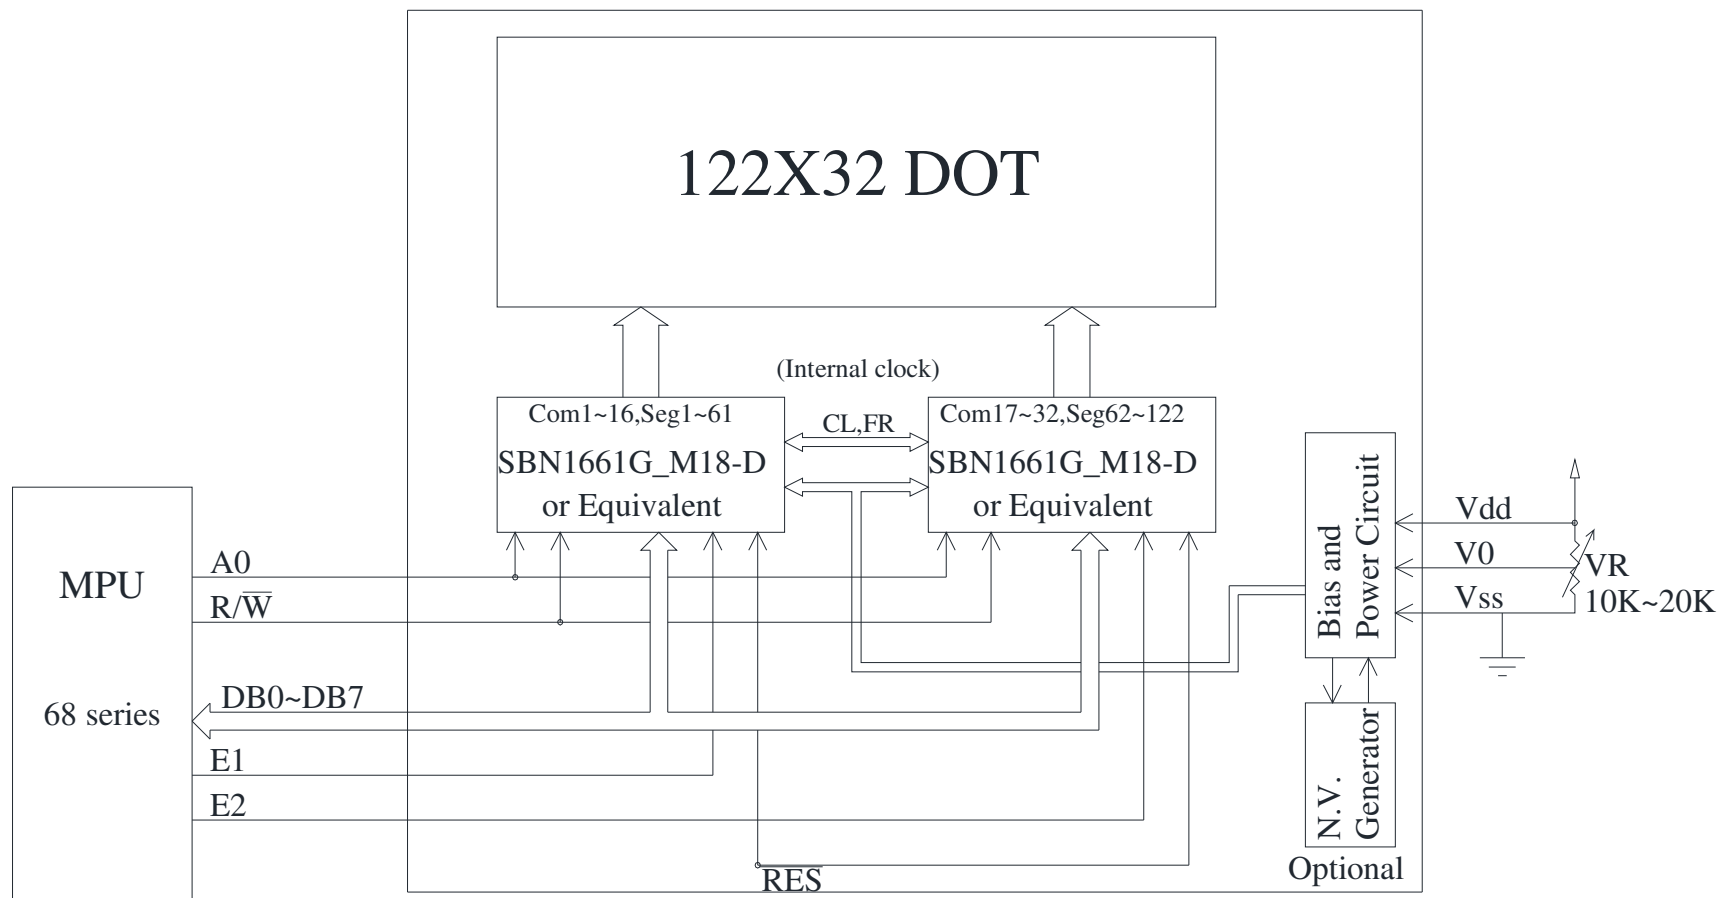 122X32 DOT
(Internal clock)
Com1~16,Seg1~61
SBN1661G_M18-D
or Equivalent
CL,FR
Com17~32,Seg62~122
SBN1661G_M18-D
or Equivalent
Bias and
Power Circuit
Vdd
V0
Vss
VR
10K~20K
MPU
68 series
A0
R/W̅
DB0~DB7
E1
E2
R̅E̅S̅
N.V.
Generator
Optional